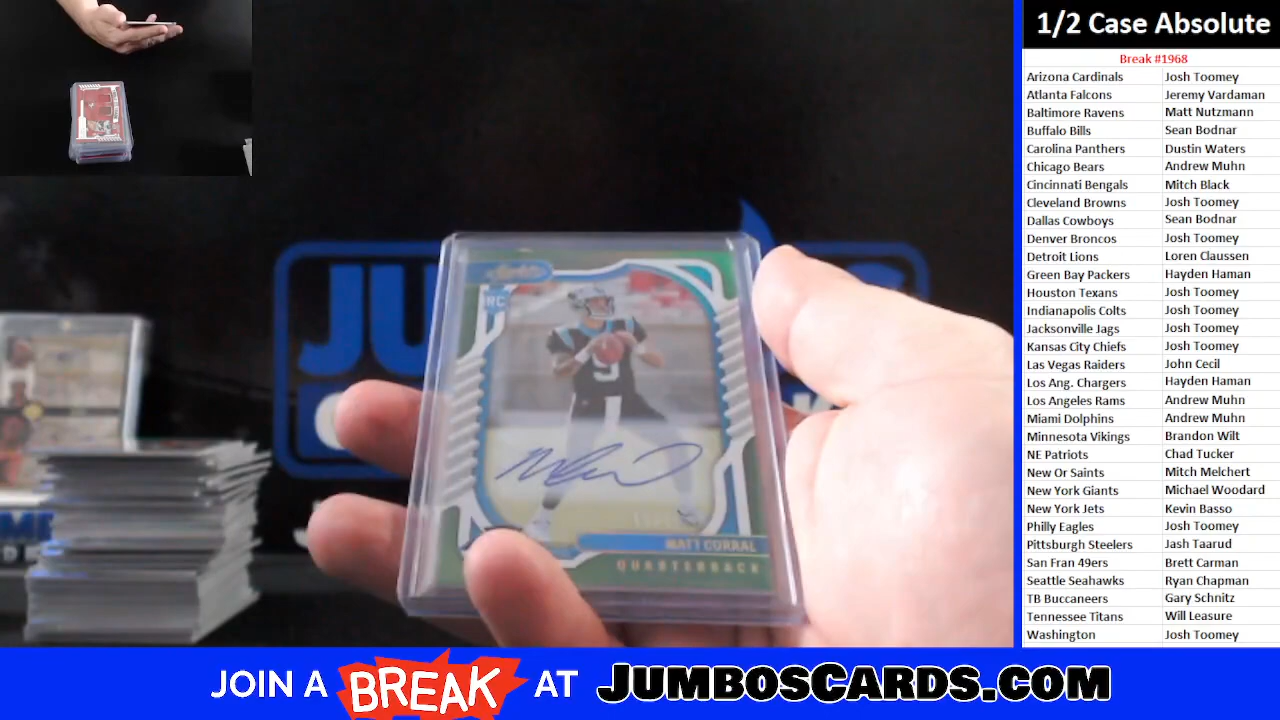 1/2 Case Absolute
Break #1968
Arizona Cardinals Josh Toomey
Atlanta Falcons Jeremy Vardaman
Baltimore Ravens Matt Nutzmann
Buffalo Bills Sean Bodnar
Carolina Panthers Dustin Waters
Chicago Bears Andrew Muhn
Cincinnati Bengals Mitch Black
Cleveland Browns Josh Toomey
Dallas Cowboys Sean Bodnar
Denver Broncos Josh Toomey
Detroit Lions Loren Claussen
Green Bay Packers Hayden Haman
Houston Texans Josh Toomey
Indianapolis Colts Josh Toomey
Jacksonville Jags Josh Toomey
Kansas City Chiefs Josh Toomey
Las Vegas Raiders John Cecil
Los Ang. Chargers Hayden Haman
Los Angeles Rams Andrew Muhn
Miami Dolphins Andrew Muhn
Minnesota Vikings Brandon Wilt
NE Patriots Chad Tucker
New Or Saints Mitch Melchert
New York Giants Michael Woodard
New York Jets Kevin Basso
Philly Eagles Josh Toomey
Pittsburgh Steelers Jash Taarud
San Fran 49ers Brett Carman
Seattle Seahawks Ryan Chapman
TB Buccaneers Gary Schnitz
Tennessee Titans Will Leasure
Washington Josh Toomey
RC
9
MATT CORRAL
QUARTERBACK
JOIN A BREAK AT JUMBOSCARDS.COM